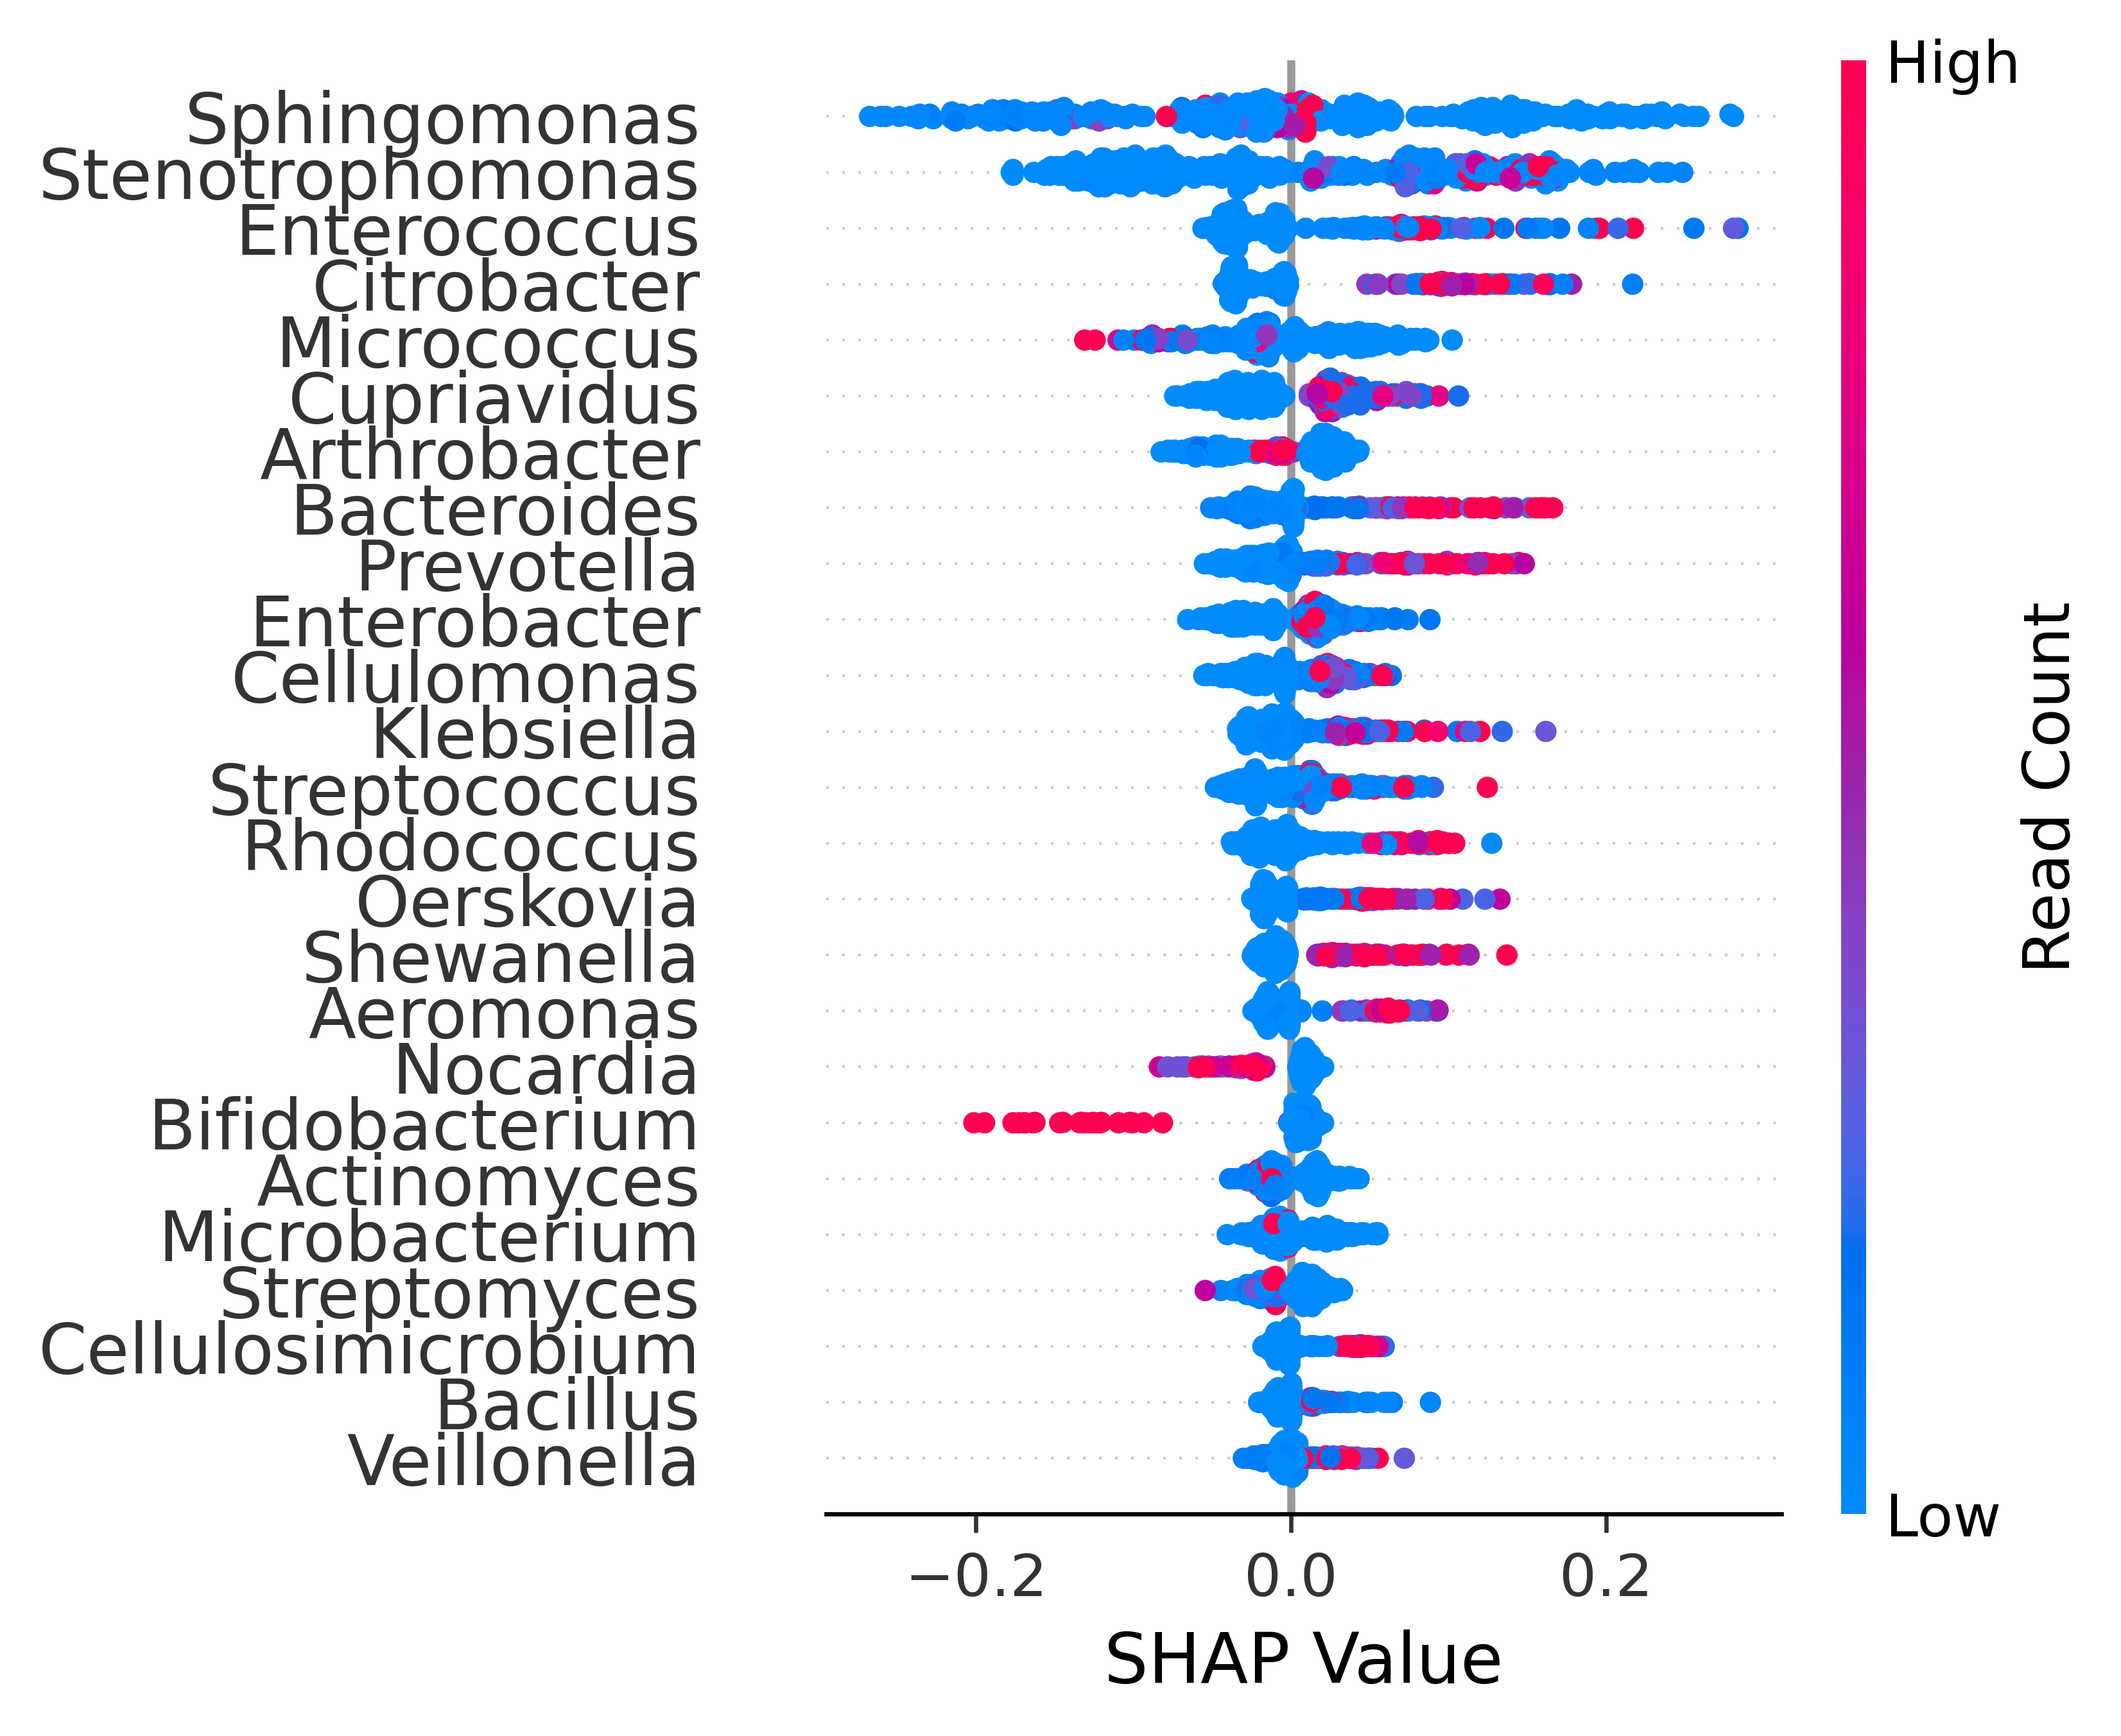 High
Sphingomonas
Stenotrophomonas
Enterococcus
Citrobacter
Micrococcus
Cupriavidus
Arthrobacter
Bacteroides
Prevotella
Enterobacter
Cellulomonas
Klebsiella
Streptococcus
Rhodococcus
Oerskovia
Shewanella
Aeromonas
Nocardia
Bifidobacterium
Actinomyces
Microbacterium
Streptomyces
Cellulosimicrobium
Bacillus
Veillonella
Read Count
Low
−0.2 0.0 0.2
SHAP Value